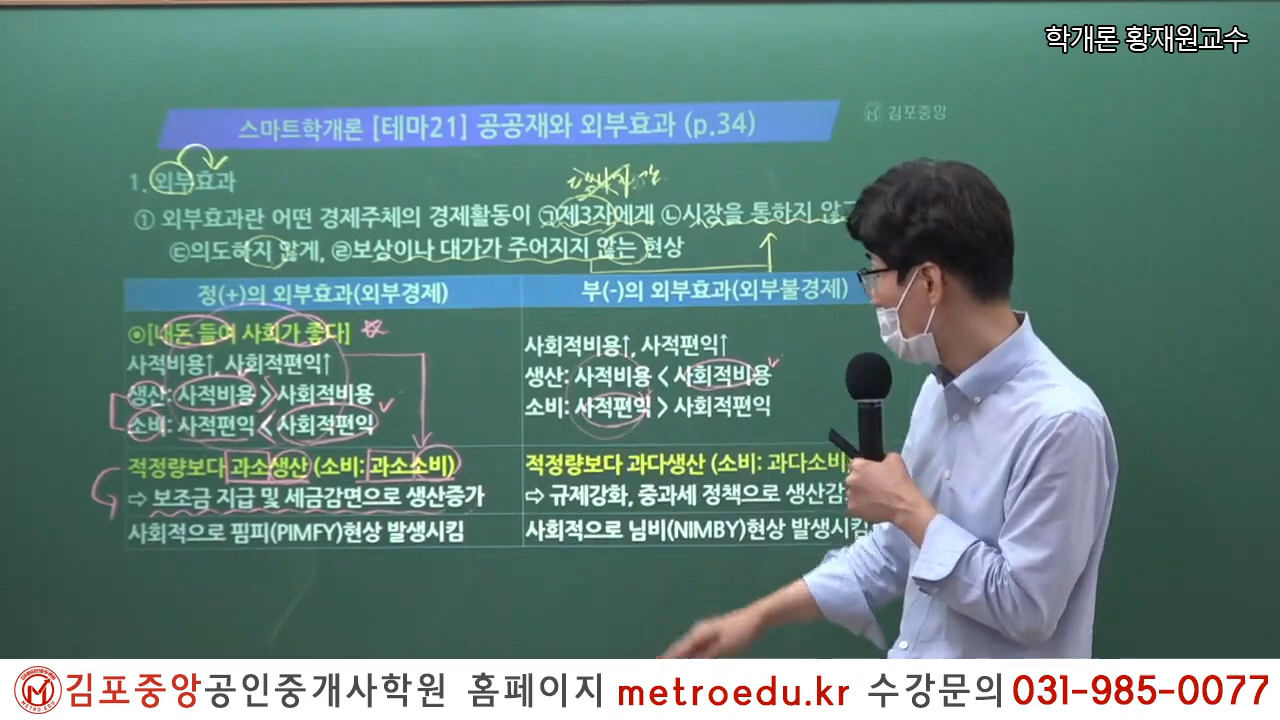 학개론 황재원교수
스마트학개론 [테마21] 공공재와 외부효과 (p.34)
김포중앙
1. 외부효과
① 외부효과란 어떤 경제주체의 경제활동이 ㉠제3자에게 ㉡시장을 통하지 않고
㉢의도하지 않게, ㉣보상이나 대가가 주어지지 않는 현상
정(+)의 외부효과(외부경제)
◉[내돈 들여 사회가 좋다]
사적비용↑, 사회적편익↑
생산: 사적비용 > 사회적비용
소비: 사적편익 < 사회적편익
적정량보다 과소생산 (소비: 과소소비)
⇨ 보조금 지급 및 세금감면으로 생산증가
사회적으로 핌피(PIMFY)현상 발생시킴
부(-)의 외부효과(외부불경제)
사회적비용↑, 사적편익↑
생산: 사적비용 < 사회적비용
소비: 사적편익 > 사회적편익
적정량보다 과다생산 (소비: 과다소비
⇨ 규제강화, 중과세 정책으로 생산감
사회적으로 님비(NIMBY)현상 발생시킴
METRO EDU
김포중앙공인중개사학원 홈페이지 metroedu.kr 수강문의 031-985-0077